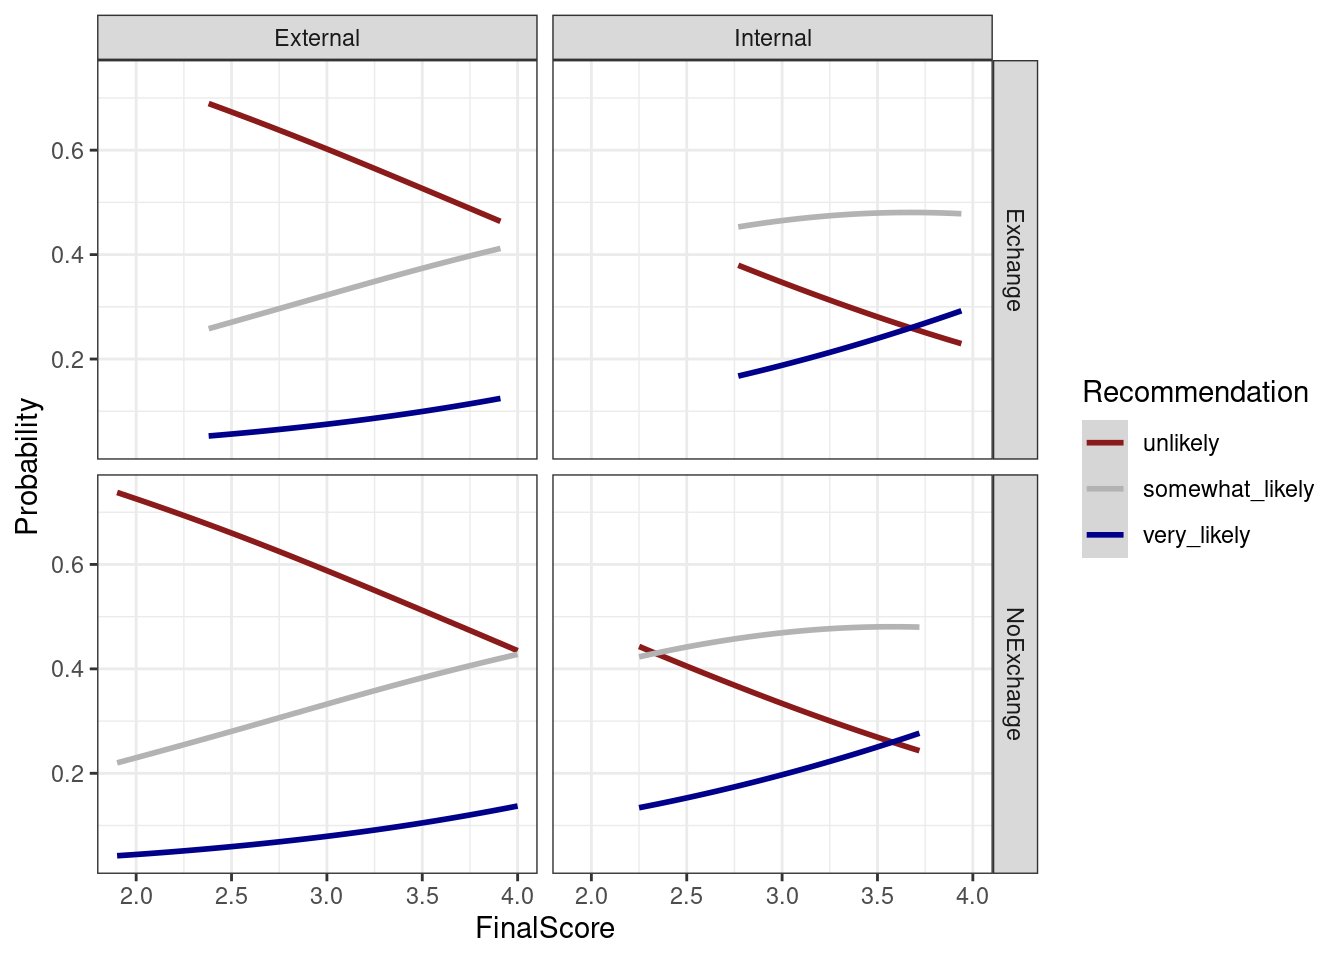 External
Internal
Exchange
NoExchange
0.6
0.4
0.2
0.6
0.4
0.2
2.0 2.5 3.0 3.5 4.0
2.0 2.5 3.0 3.5 4.0
FinalScore
Probability
Recommendation
unlikely
somewhat_likely
very_likely